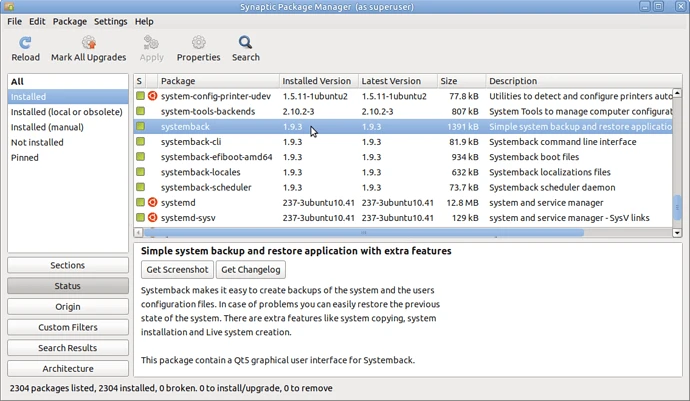 Synaptic Package Manager (as superuser)
File Edit Package Settings Help
Reload Mark All Upgrades Apply Properties Search
All
Installed
Installed (local or obsolete)
Installed (manual)
Not installed
Pinned
S Package Installed Version Latest Version Size Description
system-config-printer-udev 1.5.11-1ubuntu2 1.5.11-1ubuntu2 77.8 kB Utilities to detect and configure printers auto
system-tools-backends 2.10.2-3 2.10.2-3 807 kB System Tools to manage computer configurat
systemback 1.9.3 1.9.3 1391 kB Simple system backup and restore application
systemback-cli 1.9.3 1.9.3 81.9 kB Systemback command line interface
systemback-efiboot-amd64 1.9.3 1.9.3 934 kB Systemback boot files
systemback-locales 1.9.3 1.9.3 632 kB Systemback localizations files
systemback-scheduler 1.9.3 1.9.3 73.7 kB Systemback scheduler daemon
systemd 237-3ubuntu10.41 237-3ubuntu10.41 12.8 MB system and service manager
systemd-sysv 237-3ubuntu10.41 237-3ubuntu10.41 129 kB system and service manager - SysV links
Sections
Status
Origin
Custom Filters
Search Results
Architecture
Simple system backup and restore application with extra features
Get Screenshot Get Changelog
Systemback makes it easy to create backups of the system and the users
configuration files. In case of problems you can easily restore the previous
state of the system. There are extra features like system copying, system
installation and Live system creation.
This package contain a Qt5 graphical user interface for Systemback.
2304 packages listed, 2304 installed, 0 broken. 0 to install/upgrade, 0 to remove